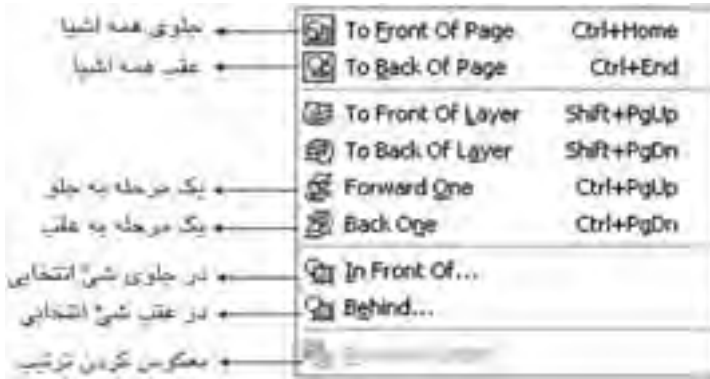 جلوی همه اشیا To Front Of Page Ctrl+Home
عقب همه اشیا To Back Of Page Ctrl+End
To Front Of Layer Shift+PgUp
To Back Of Layer Shift+PgDn
یک مرحله به جلو Forward One Ctrl+PgUp
یک مرحله به عقب Back One Ctrl+PgDn
در جلوی شئ انتخابی In Front Of...
در عقب شئ انتخابی Behind...
معکوس کردن ترتیب